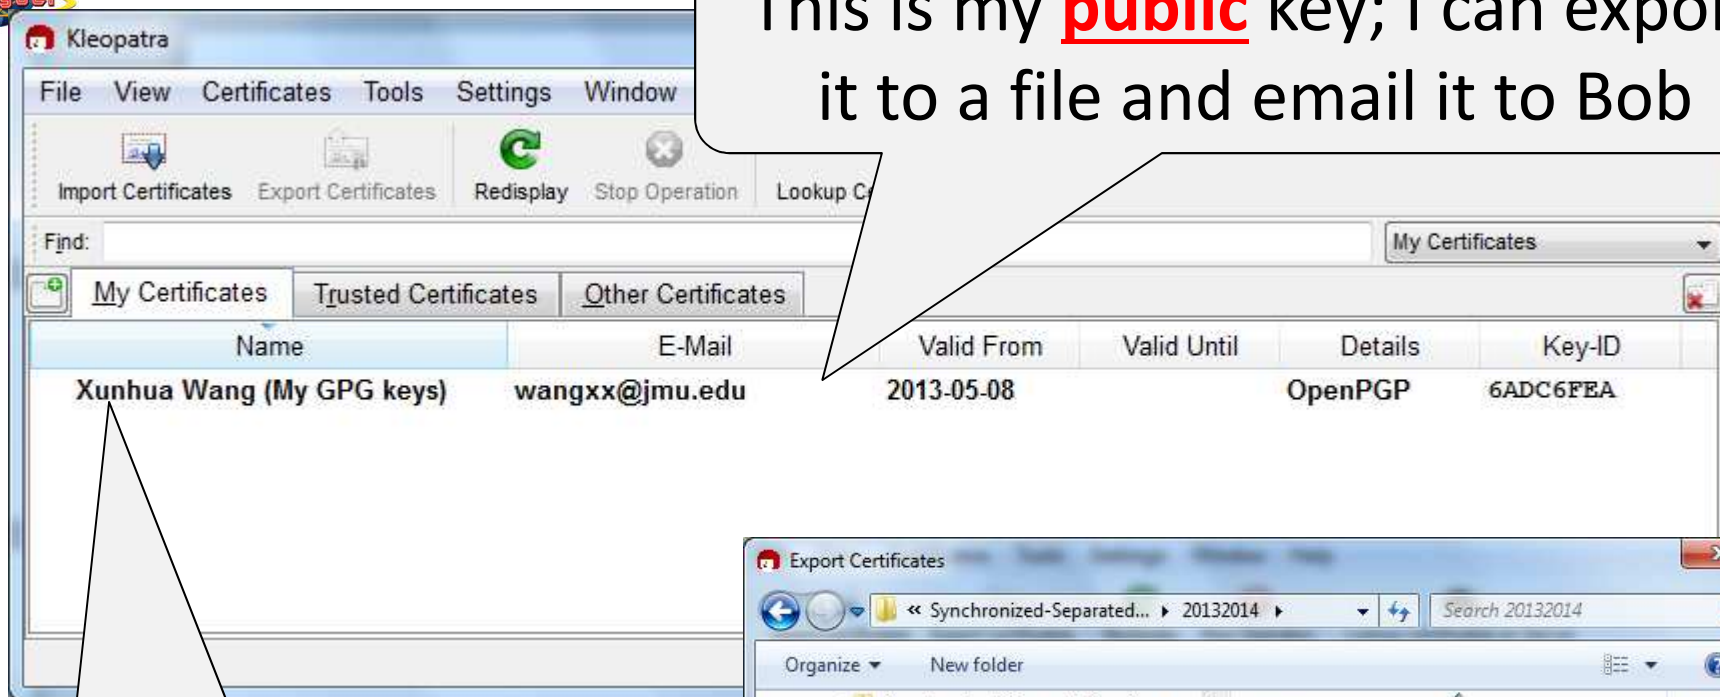 This is my public key; I can export
it to a file and email it to Bob
Kleopatra
File View Certificates Tools Settings Window
Import Certificates Export Certificates Redisplay Stop Operation Lookup
Find: My Certificates
My Certificates Trusted Certificates Other Certificates
Name E-Mail Valid From Valid Until Details Key-ID
Xunhua Wang (My GPG keys) wangxx@jmu.edu 2013-05-08 OpenPGP 6ADC6FEA
Export Certificates
« Synchronized-Separated... 20132014 Search 20132014
Organize New folder